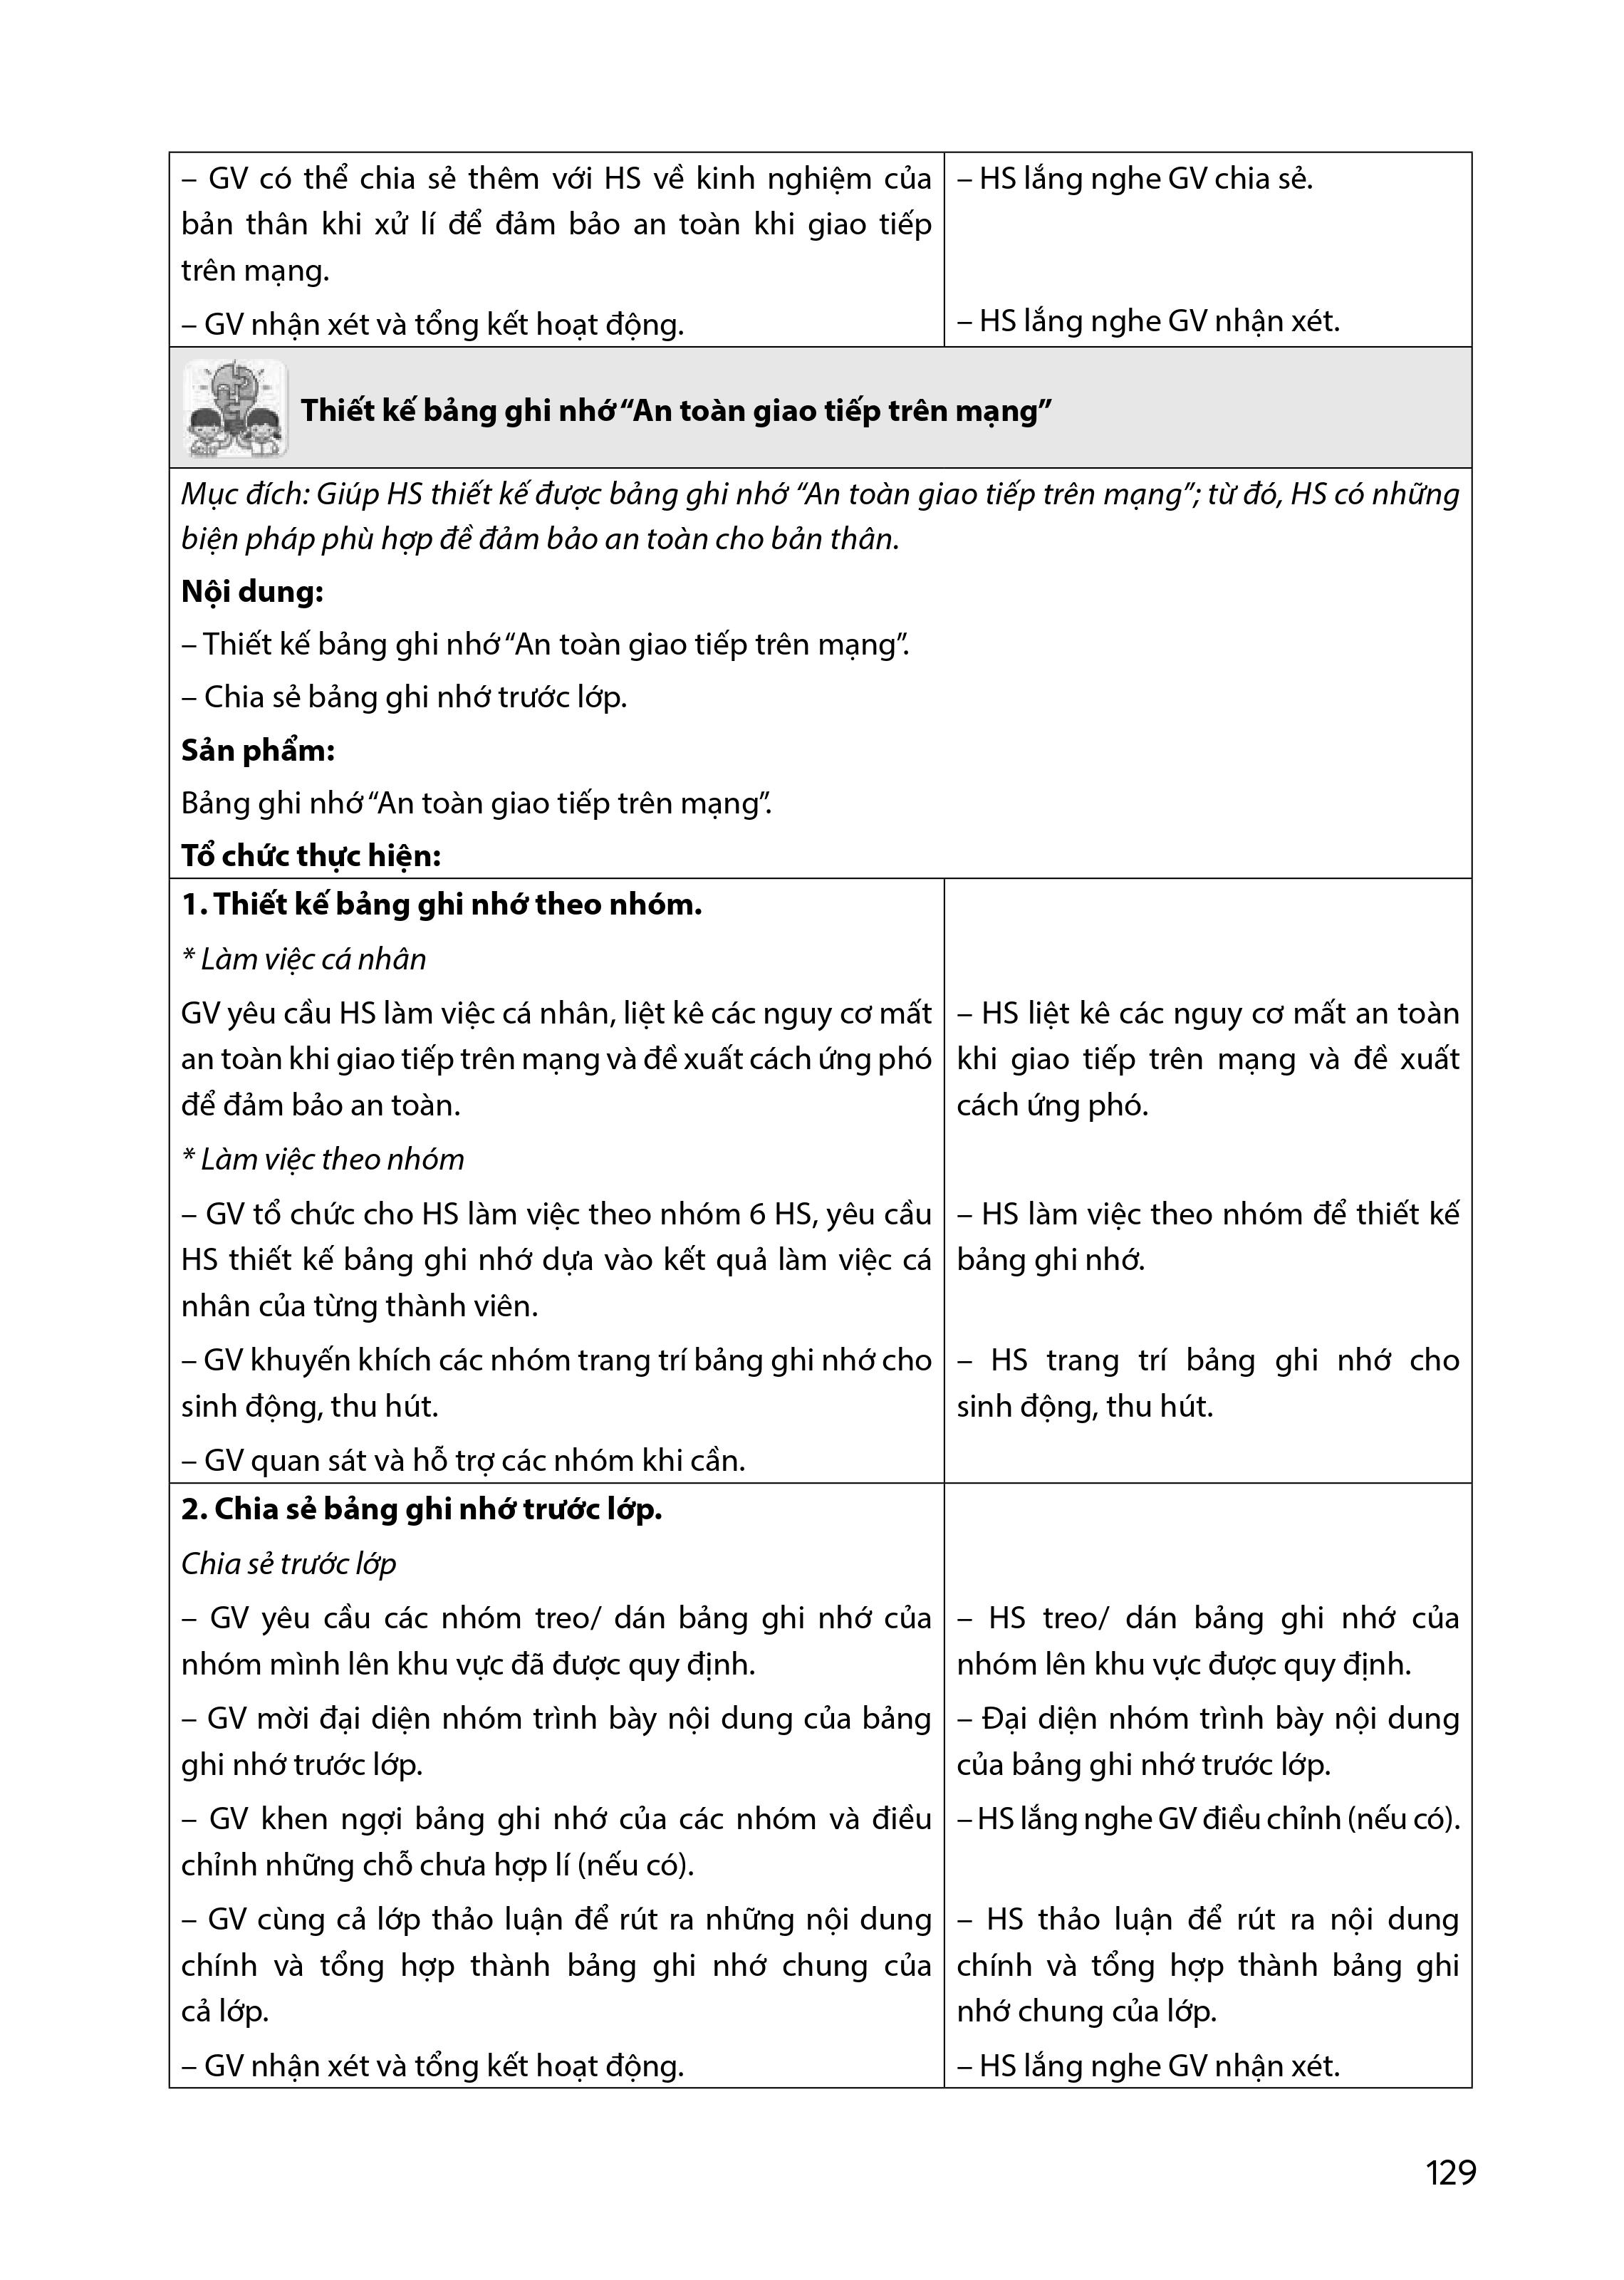 – GV có thể chia sẻ thêm với HS về kinh nghiệm của
bản thân khi xử lí để đảm bảo an toàn khi giao tiếp
trên mạng.
– GV nhận xét và tổng kết hoạt động.
– HS lắng nghe GV chia sẻ.
– HS lắng nghe GV nhận xét.
Thiết kế bảng ghi nhớ “An toàn giao tiếp trên mạng”
Mục đích: Giúp HS thiết kế được bảng ghi nhớ “An toàn giao tiếp trên mạng”; từ đó, HS có những
biện pháp phù hợp đề đảm bảo an toàn cho bản thân.
Nội dung:
– Thiết kế bảng ghi nhớ “An toàn giao tiếp trên mạng”.
– Chia sẻ bảng ghi nhớ trước lớp.
Sản phẩm:
Bảng ghi nhớ “An toàn giao tiếp trên mạng”.
Tổ chức thực hiện:
1. Thiết kế bảng ghi nhớ theo nhóm.
* Làm việc cá nhân
GV yêu cầu HS làm việc cá nhân, liệt kê các nguy cơ mất
an toàn khi giao tiếp trên mạng và đề xuất cách ứng phó
để đảm bảo an toàn.
* Làm việc theo nhóm
– GV tổ chức cho HS làm việc theo nhóm 6 HS, yêu cầu
HS thiết kế bảng ghi nhớ dựa vào kết quả làm việc cá
nhân của từng thành viên.
– GV khuyến khích các nhóm trang trí bảng ghi nhớ cho
sinh động, thu hút.
– GV quan sát và hỗ trợ các nhóm khi cần.
– HS liệt kê các nguy cơ mất an toàn
khi giao tiếp trên mạng và đề xuất
cách ứng phó.
– HS làm việc theo nhóm để thiết kế
bảng ghi nhớ.
– HS trang trí bảng ghi nhớ cho
sinh động, thu hút.
2. Chia sẻ bảng ghi nhớ trước lớp.
Chia sẻ trước lớp
– GV yêu cầu các nhóm treo/ dán bảng ghi nhớ của
nhóm mình lên khu vực đã được quy định.
– GV mời đại diện nhóm trình bày nội dung của bảng
ghi nhớ trước lớp.
– GV khen ngợi bảng ghi nhớ của các nhóm và điều
chỉnh những chỗ chưa hợp lí (nếu có).
– GV cùng cả lớp thảo luận để rút ra những nội dung
chính và tổng hợp thành bảng ghi nhớ chung của
cả lớp.
– GV nhận xét và tổng kết hoạt động.
– HS treo/ dán bảng ghi nhớ của
nhóm lên khu vực được quy định.
– Đại diện nhóm trình bày nội dung
của bảng ghi nhớ trước lớp.
– HS lắng nghe GV điều chỉnh (nếu có).
– HS thảo luận để rút ra nội dung
chính và tổng hợp thành bảng ghi
nhớ chung của lớp.
– HS lắng nghe GV nhận xét.
129